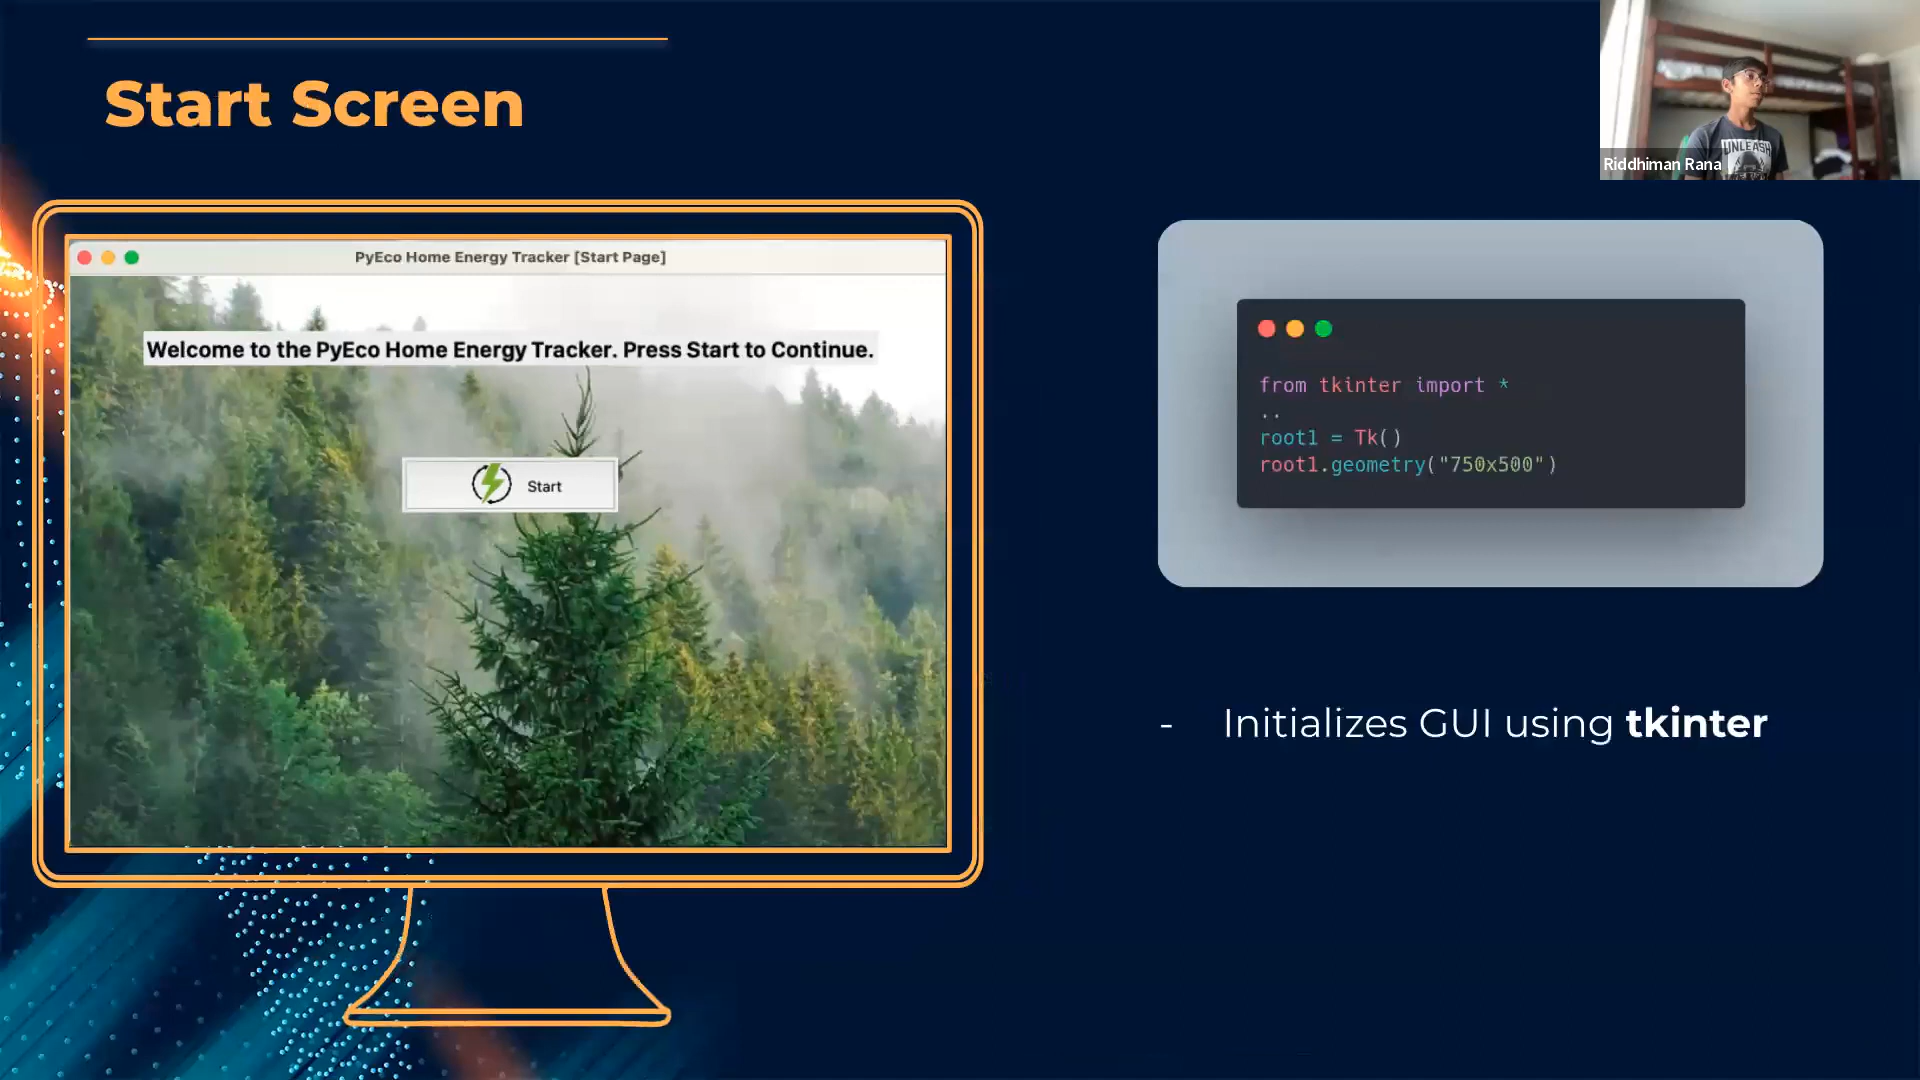 Start Screen
UNLEASH
Riddhiman Rana
PyEco Home Energy Tracker [Start Page]
Welcome to the PyEco Home Energy Tracker. Press Start to Continue.
Start
from tkinter import *
..
root1 = Tk()
root1.geometry("750x500")
- Initializes GUI using tkinter